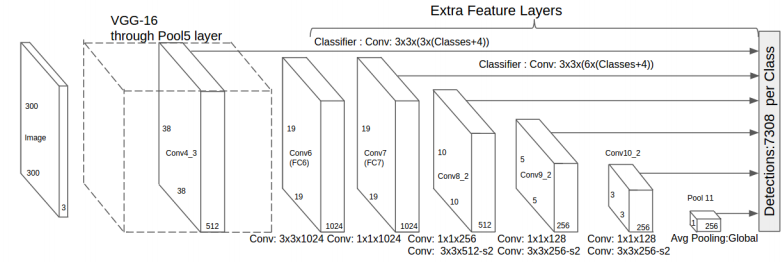 VGG-16
through Pool5 layer
Extra Feature Layers
Classifier : Conv: 3x3x(3x(Classes+4))
Classifier : Conv: 3x3x(6x(Classes+4))
300
Image
300
3
38
Conv4_3
38
512
19
Conv6
(FC6)
19
1024
19
Conv7
(FC7)
19
1024
10
Conv8_2
10
512
5
Conv9_2
5
256
Conv10_2
3
3
256
Pool 11
1
256
Detections:7308 per Class
Conv: 3x3x1024
Conv: 1x1x1024
Conv: 1x1x256
Conv: 3x3x512-s2
Conv: 1x1x128
Conv: 3x3x256-s2
Conv: 1x1x128
Conv: 3x3x256-s2
Avg Pooling:Global